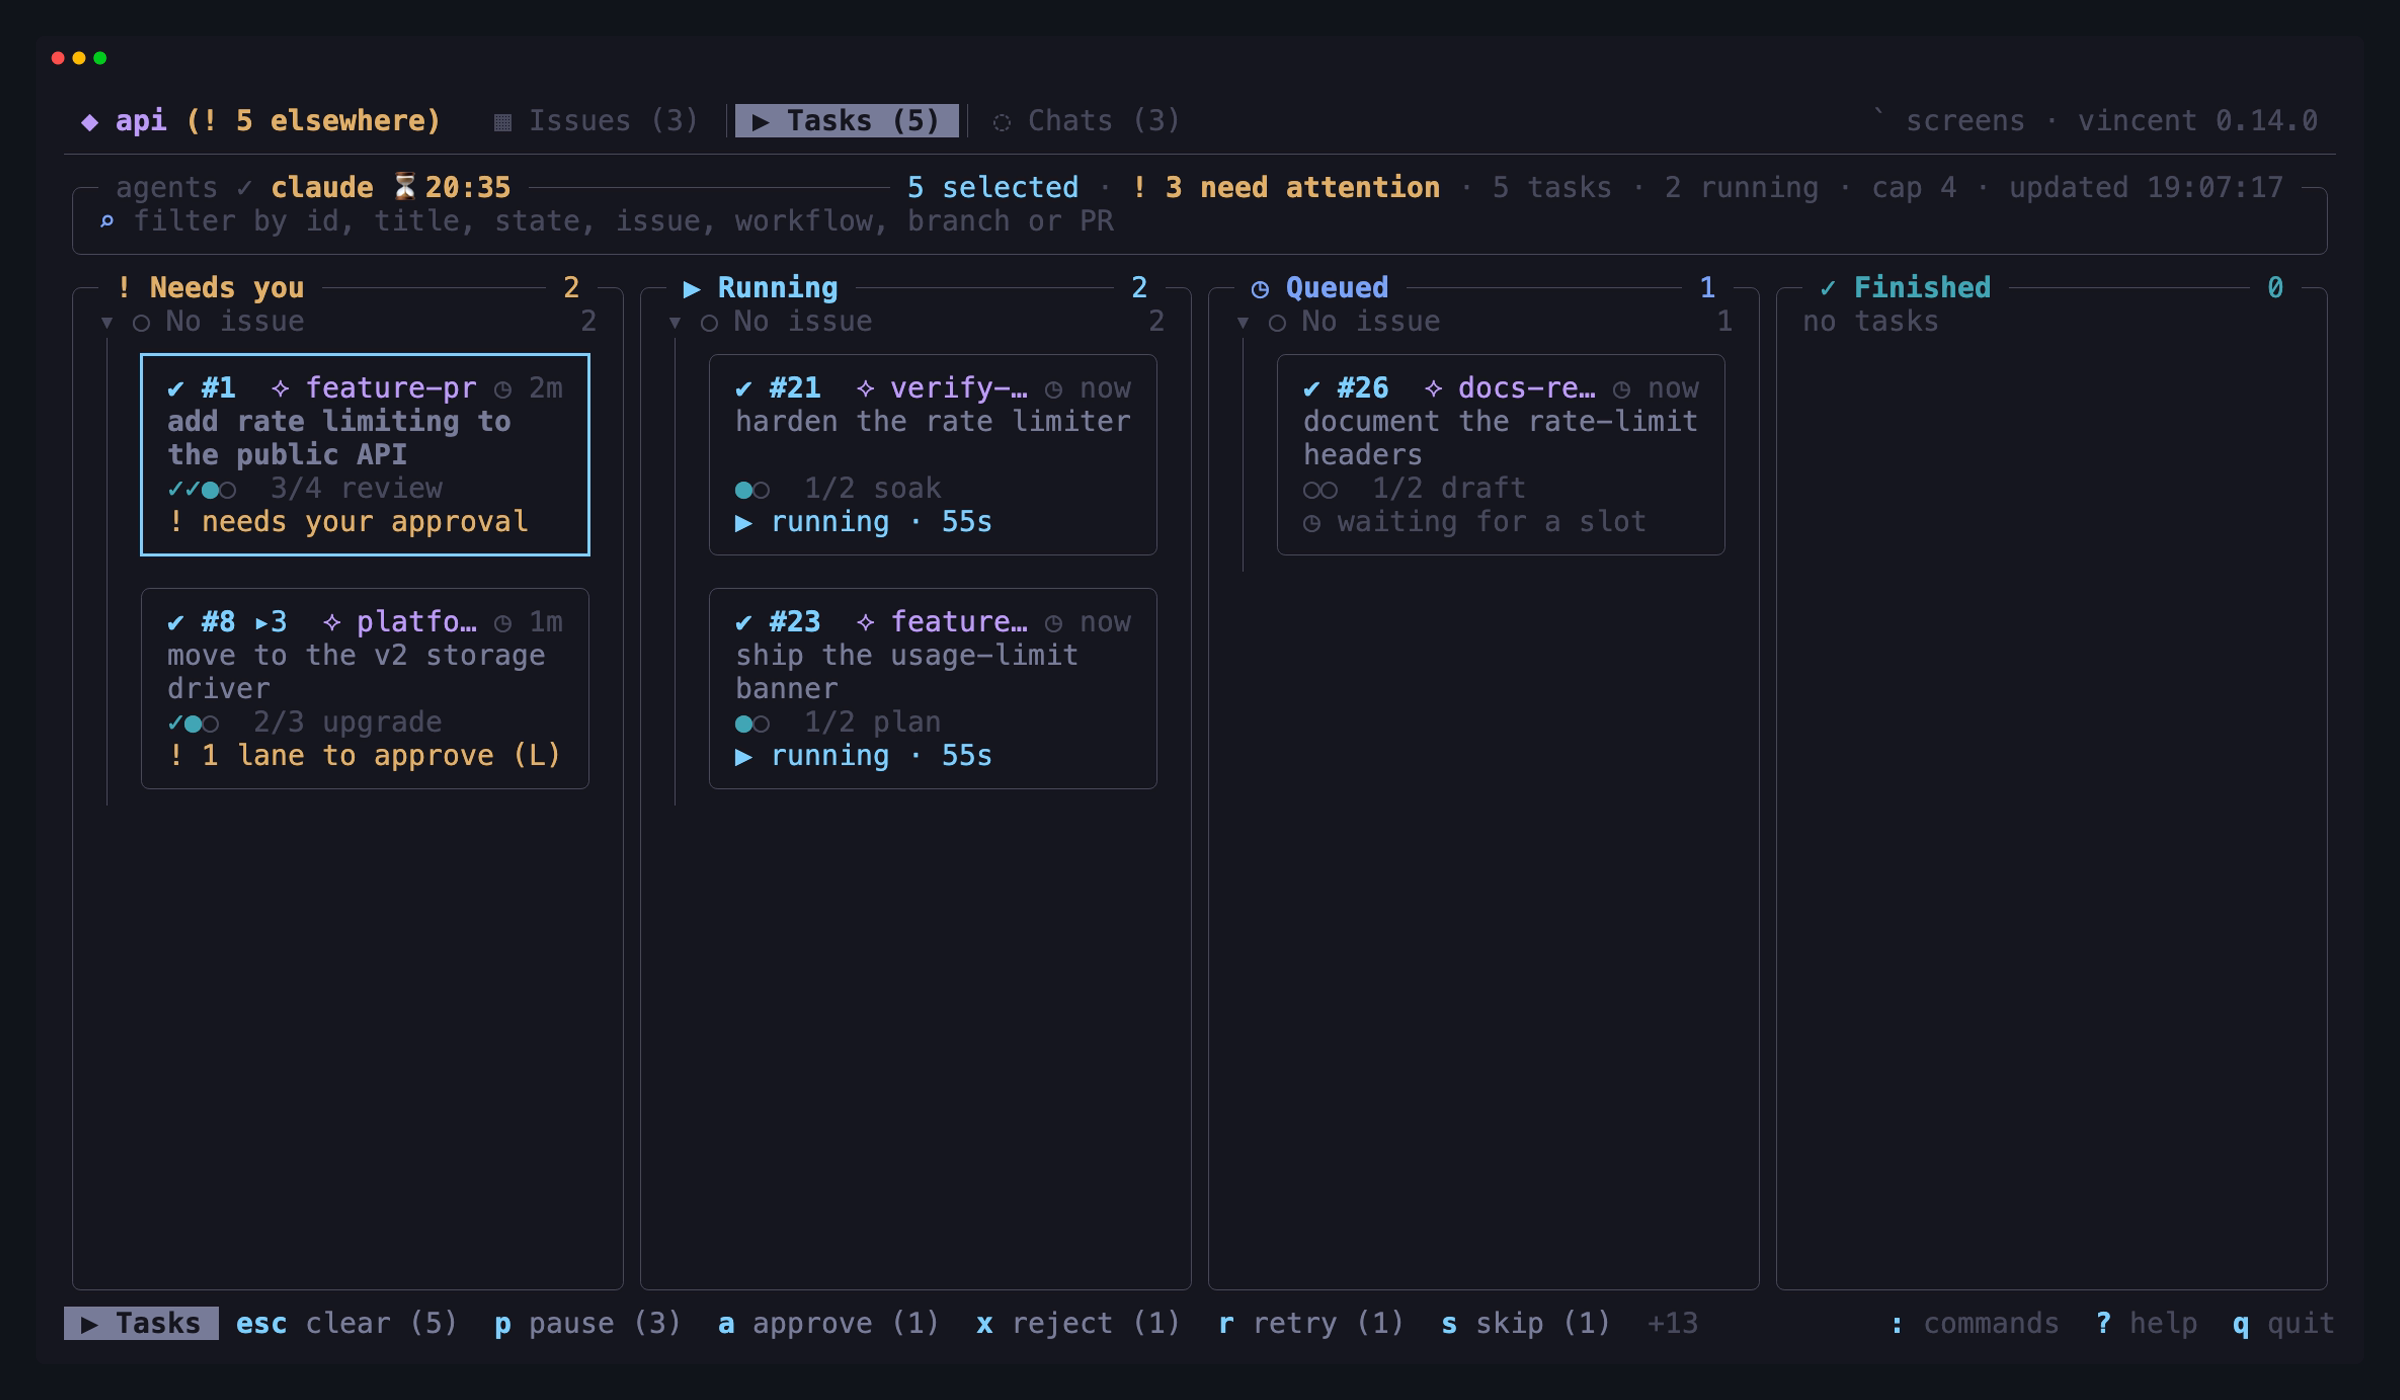 ◆ api (! 5 elsewhere) ▦ Issues (3) ▶ Tasks (5) ◌ Chats (3) ` screens · vincent 0.14.0
agents ✓ claude ⏳20:35 5 selected · ! 3 need attention · 5 tasks · 2 running · cap 4 · updated 19:07:17
⌕ filter by id, title, state, issue, workflow, branch or PR
! Needs you 2
▾ ○ No issue 2
✔ #1 ✧ feature-pr ◷ 2m
add rate limiting to
the public API
✓✓●○ 3/4 review
! needs your approval
✔ #8 ▸3 ✧ platfo… ◷ 1m
move to the v2 storage
driver
✓●○ 2/3 upgrade
! 1 lane to approve (L)
▶ Running 2
▾ ○ No issue 2
✔ #21 ✧ verify-… ◷ now
harden the rate limiter
●○ 1/2 soak
▶ running · 55s
✔ #23 ✧ feature… ◷ now
ship the usage-limit
banner
●○ 1/2 plan
▶ running · 55s
◷ Queued 1
▾ ○ No issue 1
✔ #26 ✧ docs-re… ◷ now
document the rate-limit
headers
○○ 1/2 draft
◷ waiting for a slot
✓ Finished 0
no tasks
▶ Tasks esc clear (5) p pause (3) a approve (1) x reject (1) r retry (1) s skip (1) +13 : commands ? help q quit